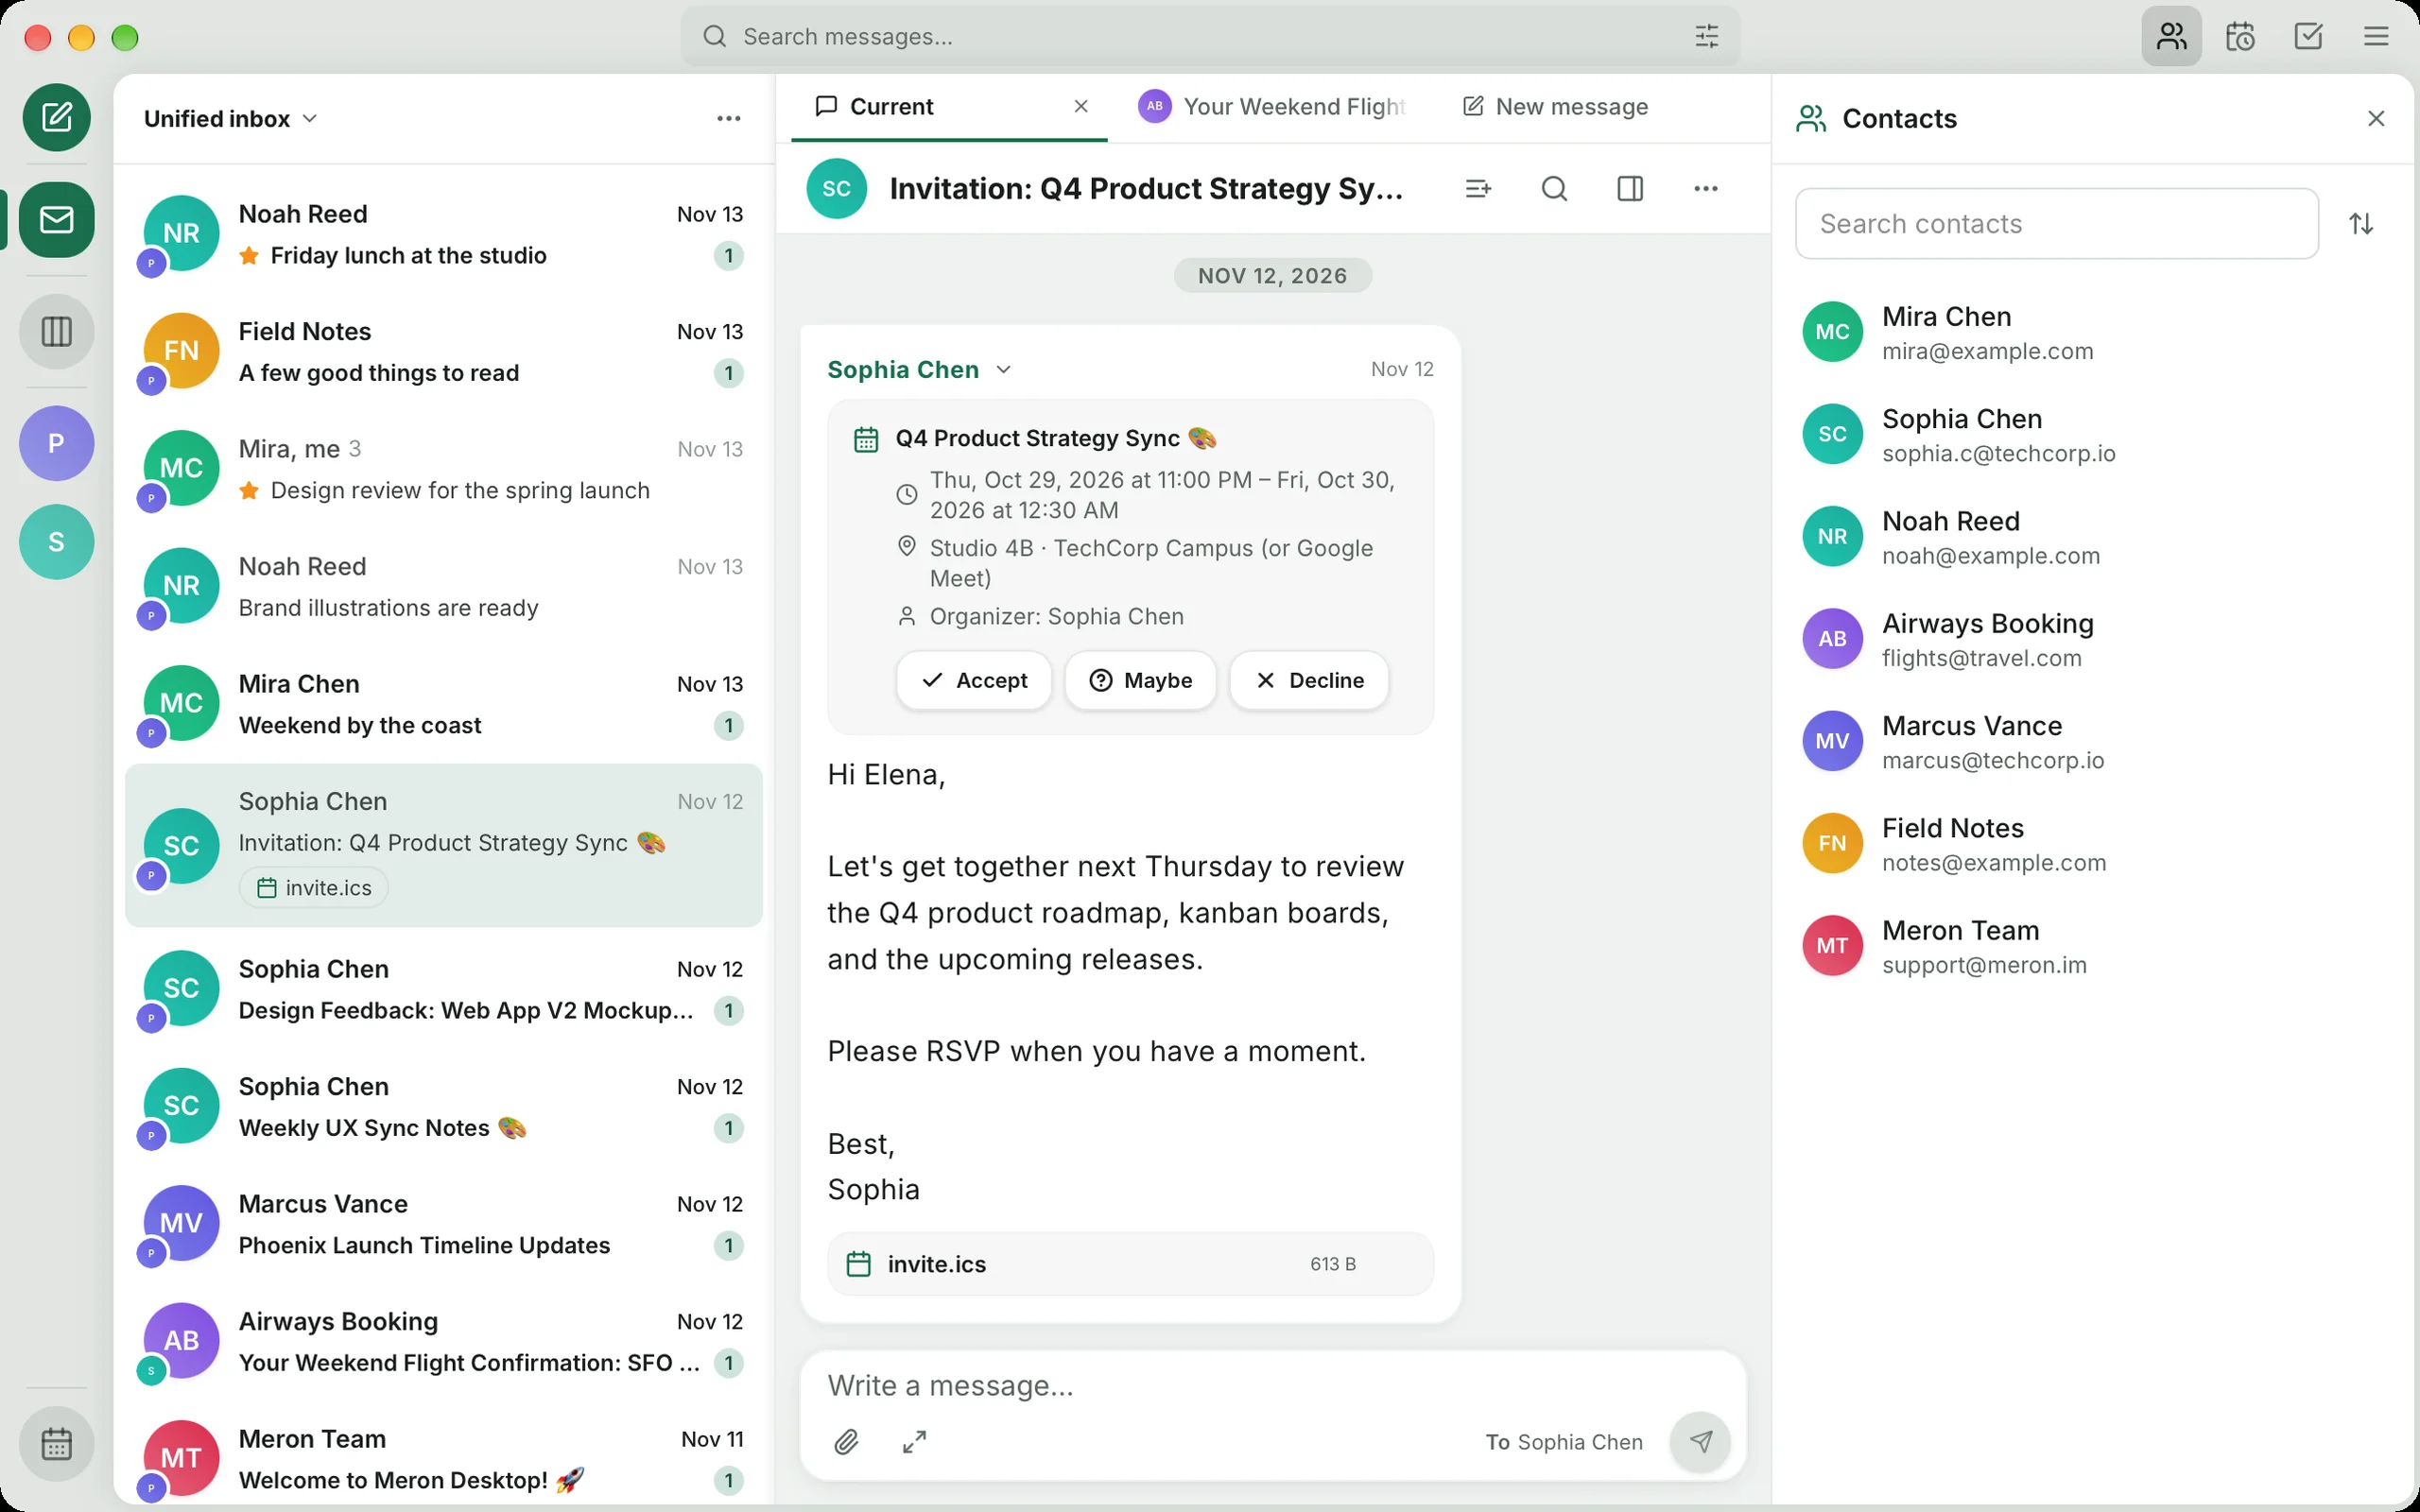 Search messages...
Unified inbox
NR
P
Noah Reed
Nov 13
Friday lunch at the studio
1
FN
P
Field Notes
Nov 13
A few good things to read
1
MC
P
Mira, me 3
Nov 13
Design review for the spring launch
NR
P
Noah Reed
Nov 13
Brand illustrations are ready
MC
P
Mira Chen
Nov 13
Weekend by the coast
1
SC
P
Sophia Chen
Nov 12
Invitation: Q4 Product Strategy Sync 🎨
invite.ics
SC
P
Sophia Chen
Nov 12
Design Feedback: Web App V2 Mockup...
1
SC
P
Sophia Chen
Nov 12
Weekly UX Sync Notes 🎨
1
MV
P
Marcus Vance
Nov 12
Phoenix Launch Timeline Updates
1
AB
S
Airways Booking
Nov 12
Your Weekend Flight Confirmation: SFO ...
1
MT
P
Meron Team
Nov 11
Welcome to Meron Desktop! 🚀
1
P
S
Current
AB
Your Weekend Flight
New message
SC
Invitation: Q4 Product Strategy Sy...
NOV 12, 2026
Sophia Chen
Nov 12
Q4 Product Strategy Sync 🎨
Thu, Oct 29, 2026 at 11:00 PM – Fri, Oct 30,
2026 at 12:30 AM
Studio 4B · TechCorp Campus (or Google
Meet)
Organizer: Sophia Chen
Accept
Maybe
Decline
Hi Elena,
Let's get together next Thursday to review
the Q4 product roadmap, kanban boards,
and the upcoming releases.
Please RSVP when you have a moment.
Best,
Sophia
invite.ics
613 B
Write a message...
To Sophia Chen
Contacts
Search contacts
MC
Mira Chen
mira@example.com
SC
Sophia Chen
sophia.c@techcorp.io
NR
Noah Reed
noah@example.com
AB
Airways Booking
flights@travel.com
MV
Marcus Vance
marcus@techcorp.io
FN
Field Notes
notes@example.com
MT
Meron Team
support@meron.im